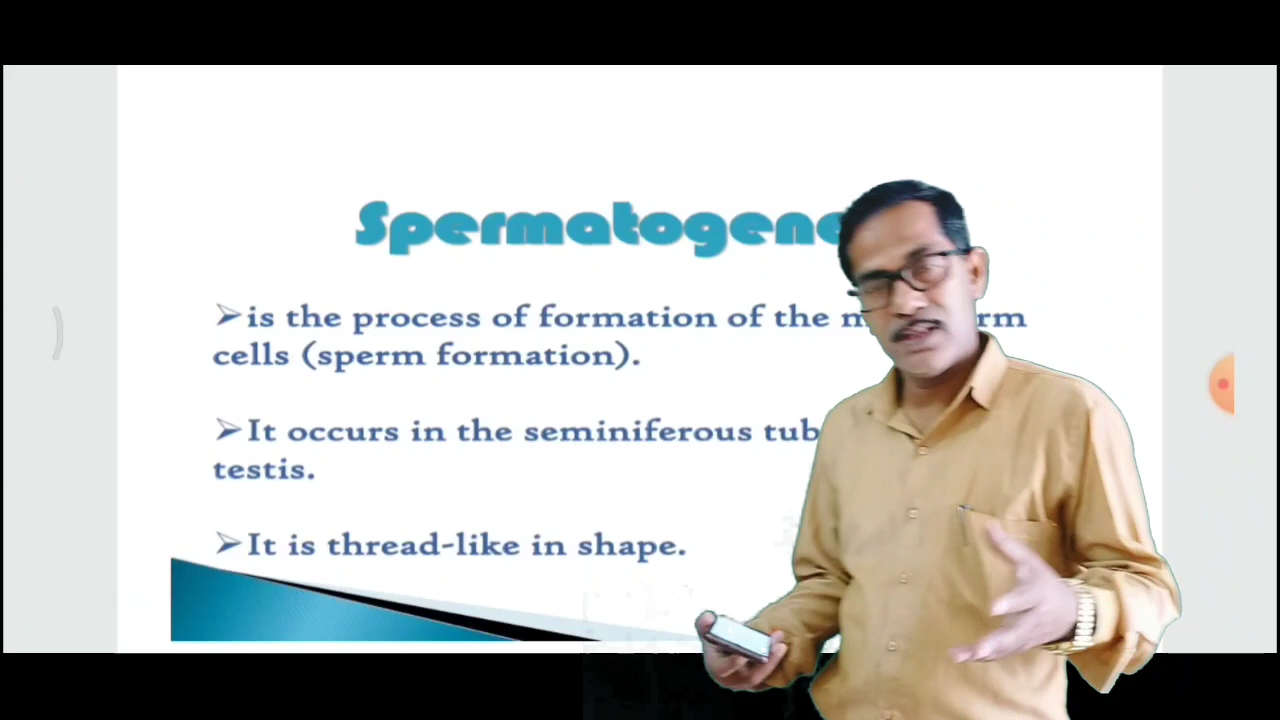 Spermatogene
➢is the process of formation of the m rm
cells (sperm formation).
➢It occurs in the seminiferous tub
testis.
➢It is thread-like in shape.